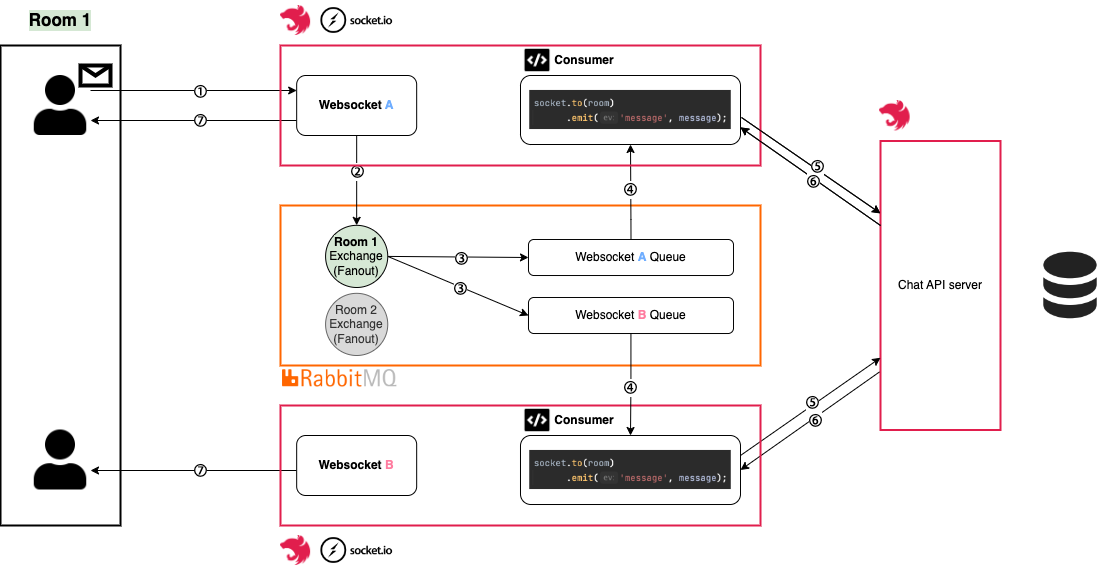 Room 1
socket.io
</> Consumer
Websocket A
socket.to(room)
.emit( ev: 'message', message);
①
⑦
②
⑤
⑥
④
Room 1
Exchange
(Fanout)
③
Websocket A Queue
③
Chat API server
Room 2
Exchange
(Fanout)
Websocket B Queue
RabbitMQ
④
⑤
⑥
</> Consumer
Websocket B
socket.to(room)
.emit( ev: 'message', message);
⑦
socket.io